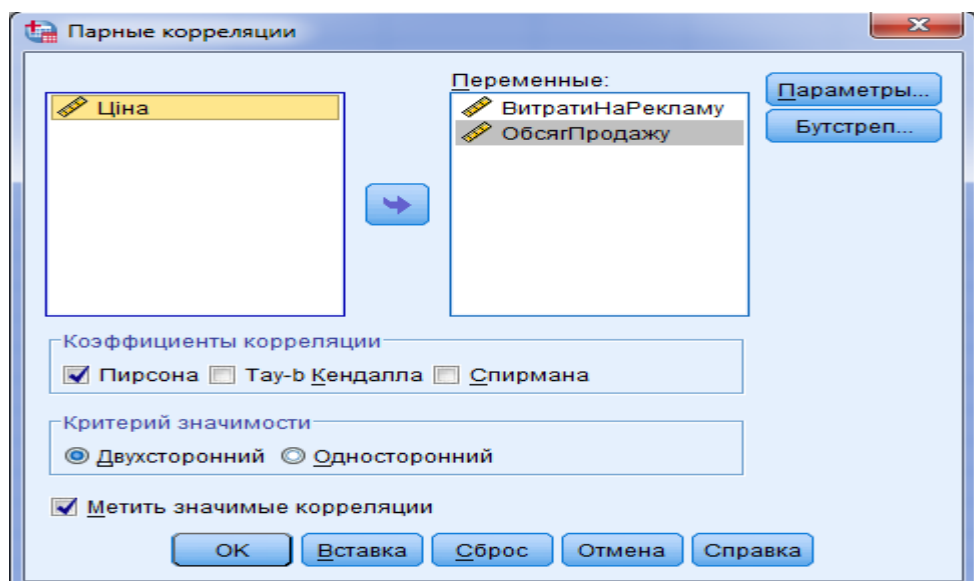 Парные корреляции
Переменные:
Ціна
ВитратиНаРекламу
ОбсягПродажу
Параметры...
Бутстреп...
Коэффициенты корреляции
Пирсона Тау-b Кендалла Спирмана
Критерий значимости
Двухсторонний Односторонний
Метить значимые корреляции
ОК Вставка Сброс Отмена Справка